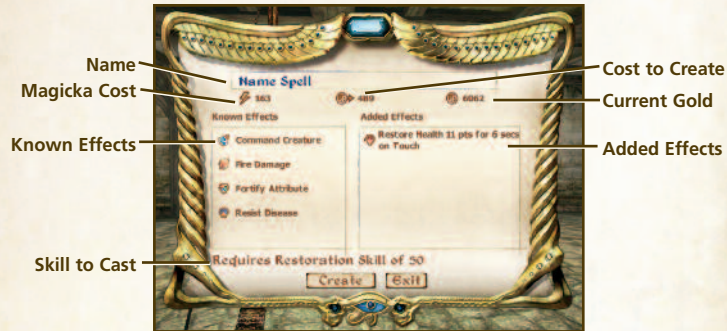 Name
Magicka Cost
Known Effects
Skill to Cast
Name Spell
163
489
6062
Known Effects
Added Effects
Command Creature
Fire Damage
Fortify Attribute
Resist Disease
Restore Health 11 pts for 6 secs
on Touch
Requires Restoration Skill of 50
Create
Exit
Cost to Create
Current Gold
Added Effects